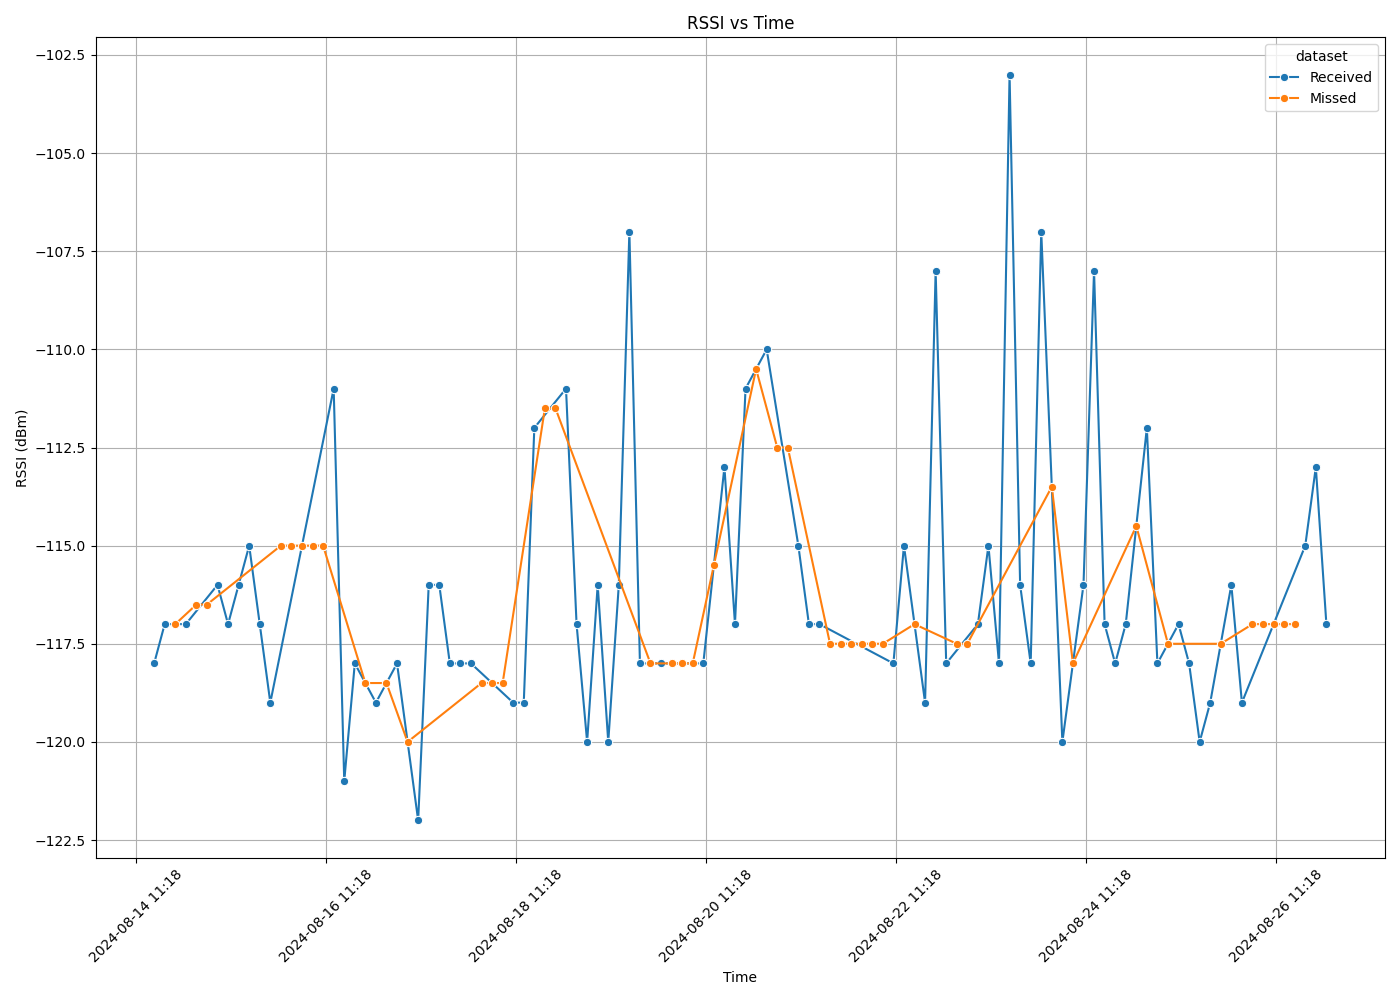 RSSI vs Time
dataset
Received
Missed
−102.5
−105.0
−107.5
−110.0
−112.5
−115.0
−117.5
−120.0
−122.5
RSSI (dBm)
2024-08-14 11:18
2024-08-16 11:18
2024-08-18 11:18
2024-08-20 11:18
2024-08-22 11:18
2024-08-24 11:18
2024-08-26 11:18
Time